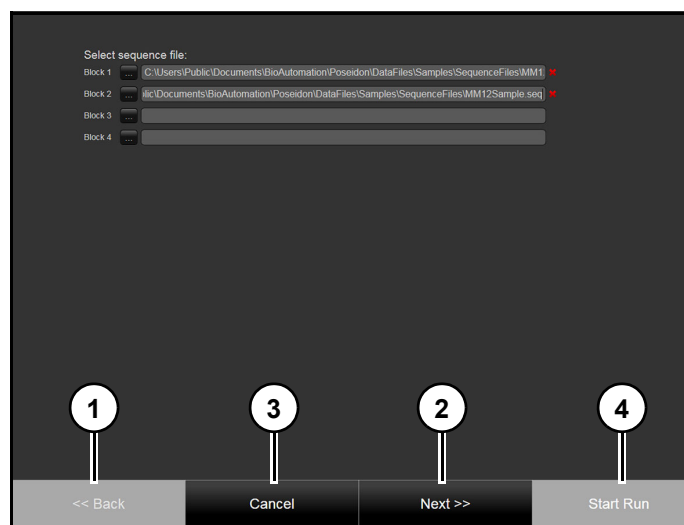 Select sequence file:
Block 1 ... C:\Users\Public\Documents\BioAutomation\Poseidon\DataFiles\Samples\SequenceFiles\MM1
Block 2 ... lic\Documents\BioAutomation\Poseidon\DataFiles\Samples\SequenceFiles\MM12Sample.seq
Block 3 ...
Block 4 ...
1 3 2 4
<< Back Cancel Next >> Start Run